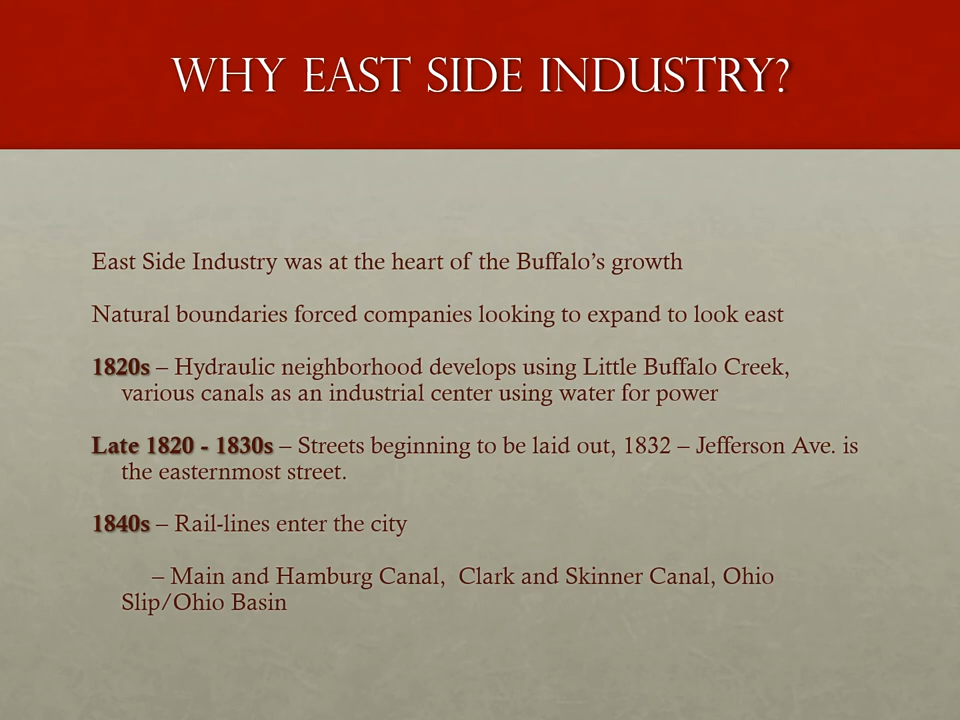 WHY EAST SIDE INDUSTRY?
East Side Industry was at the heart of the Buffalo’s growth
Natural boundaries forced companies looking to expand to look east
1820s – Hydraulic neighborhood develops using Little Buffalo Creek,
various canals as an industrial center using water for power
Late 1820 - 1830s – Streets beginning to be laid out, 1832 – Jefferson Ave. is
the easternmost street.
1840s – Rail-lines enter the city
– Main and Hamburg Canal,  Clark and Skinner Canal, Ohio
Slip/Ohio Basin